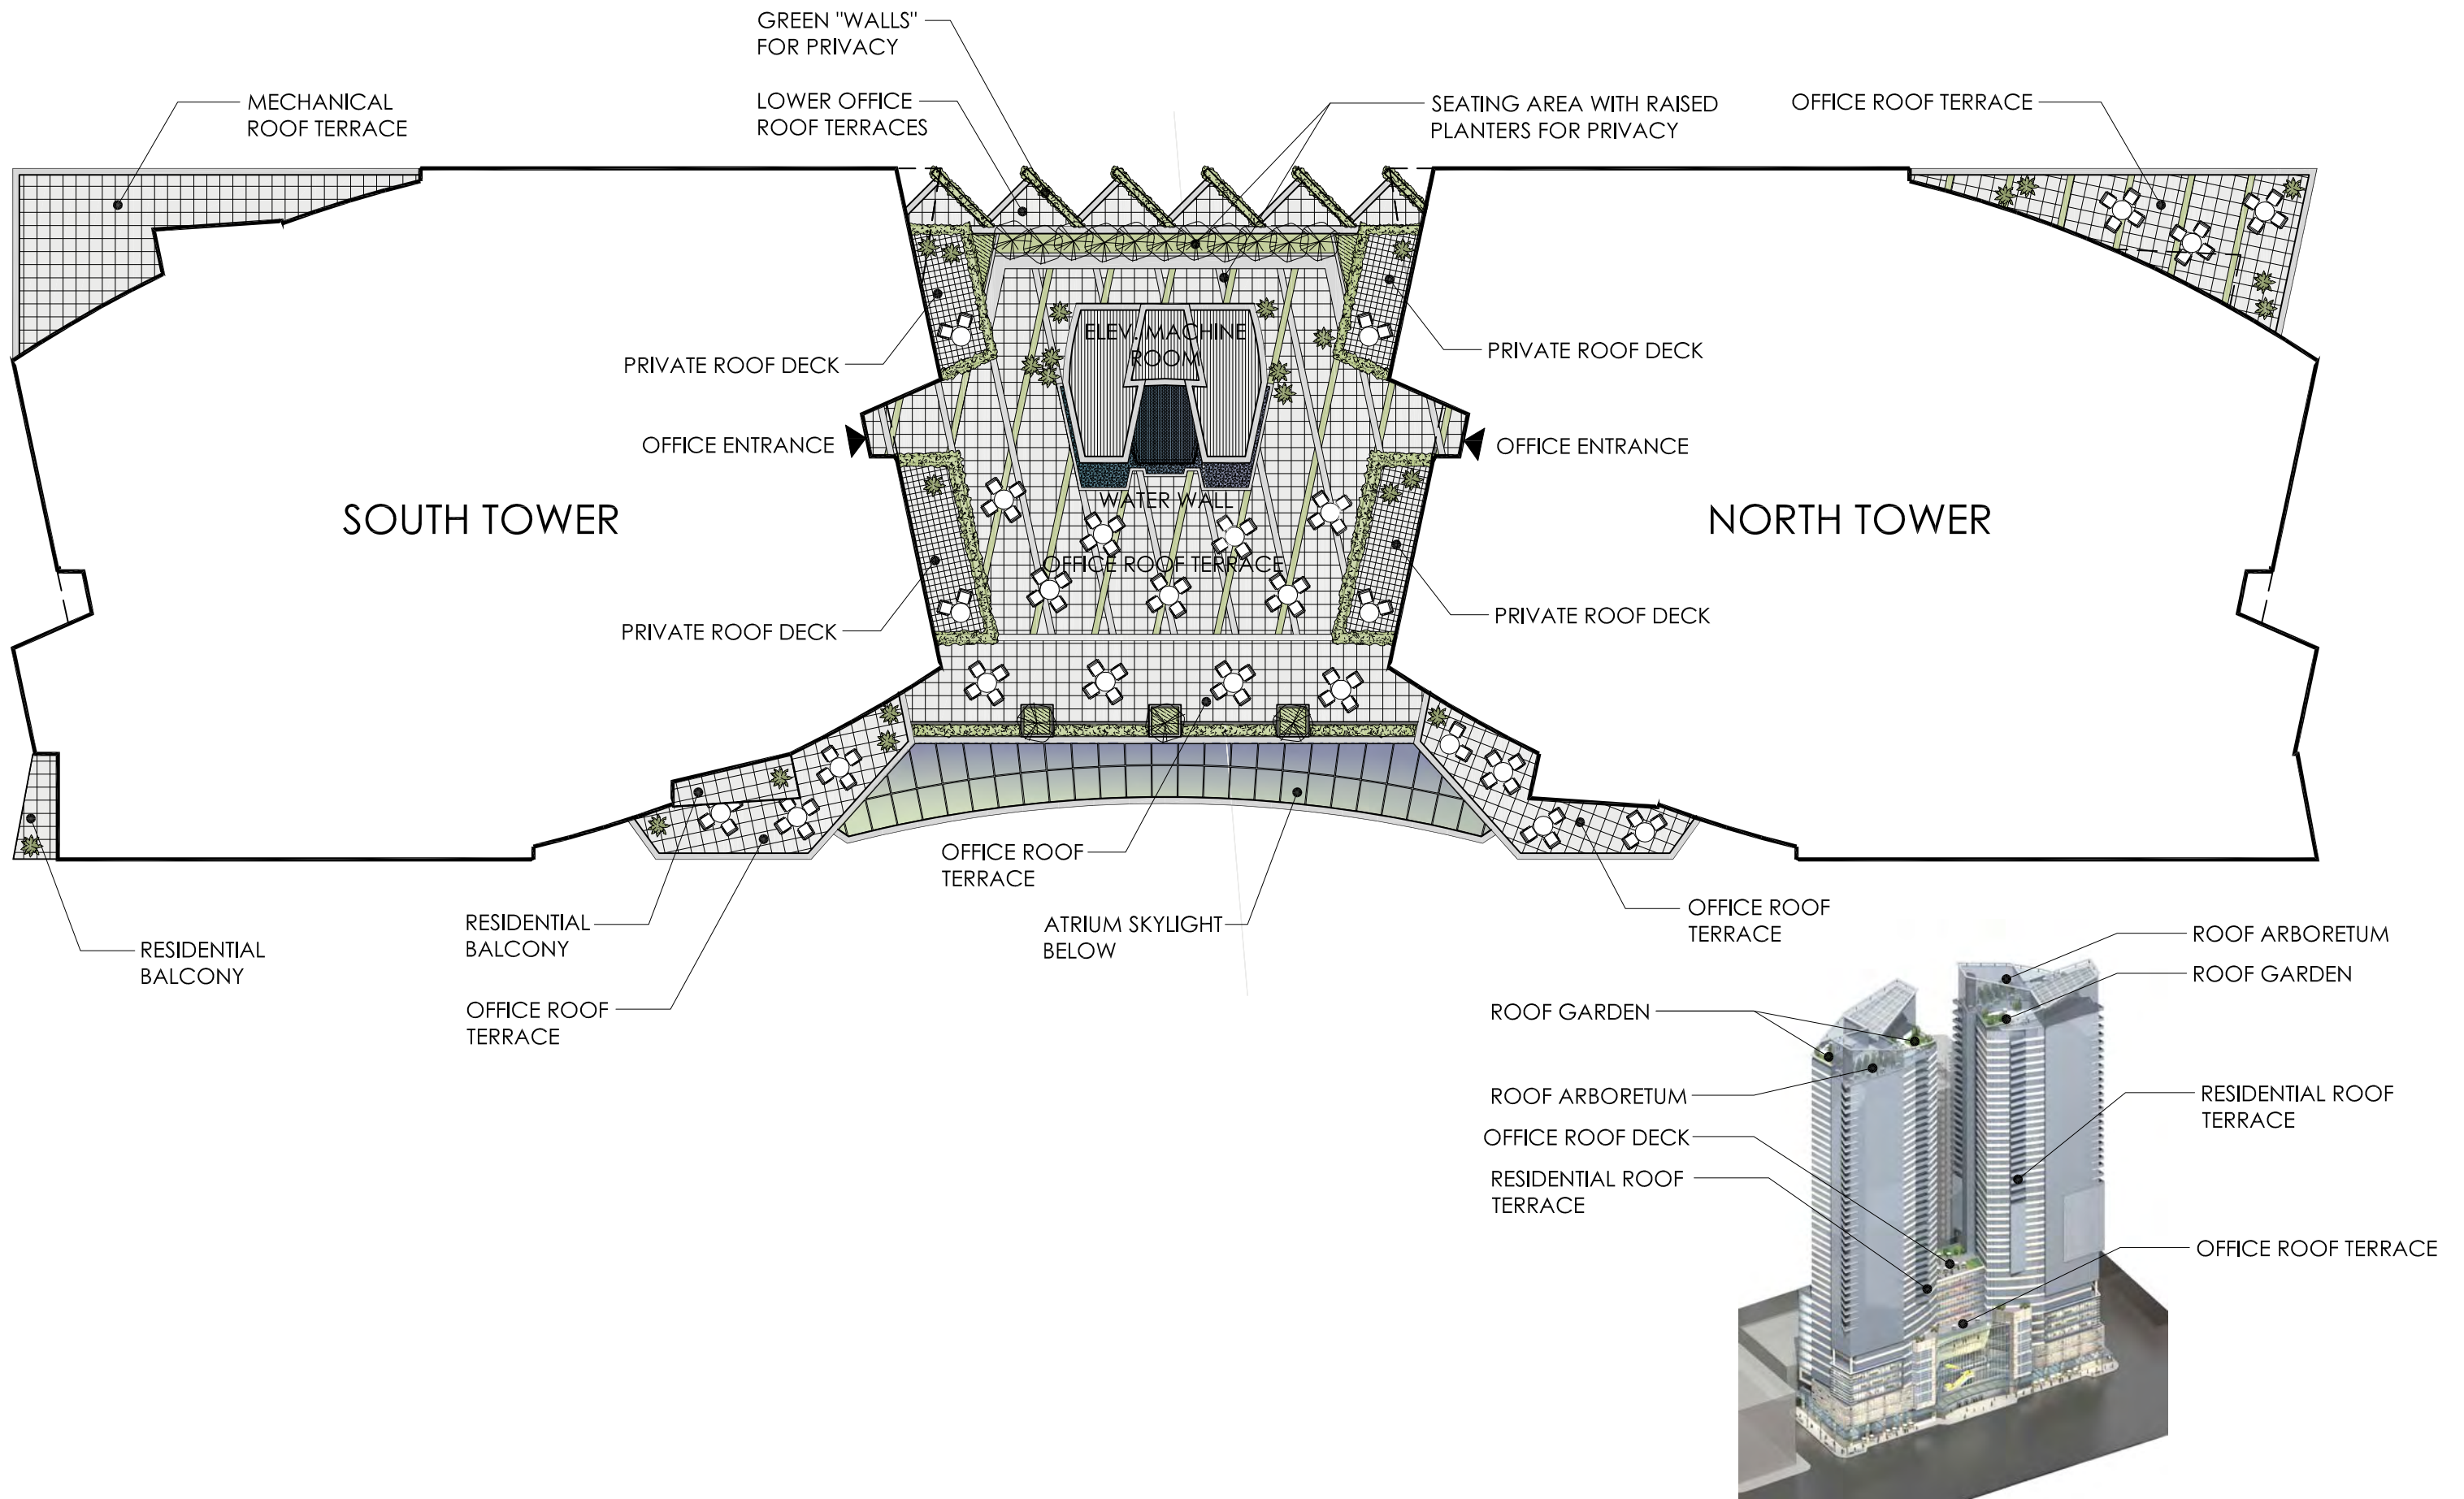 GREEN "WALLS"
FOR PRIVACY
MECHANICAL
ROOF TERRACE
LOWER OFFICE
ROOF TERRACES
SEATING AREA WITH RAISED
PLANTERS FOR PRIVACY
OFFICE ROOF TERRACE
ELEV. MACHINE
ROOM
PRIVATE ROOF DECK
PRIVATE ROOF DECK
OFFICE ENTRANCE
OFFICE ENTRANCE
WATER WALL
SOUTH TOWER
NORTH TOWER
OFFICE ROOF TERRACE
PRIVATE ROOF DECK
PRIVATE ROOF DECK
OFFICE ROOF
TERRACE
RESIDENTIAL
BALCONY
RESIDENTIAL
BALCONY
ATRIUM SKYLIGHT
BELOW
OFFICE ROOF
TERRACE
OFFICE ROOF
TERRACE
ROOF ARBORETUM
ROOF GARDEN
ROOF GARDEN
ROOF ARBORETUM
RESIDENTIAL ROOF
TERRACE
OFFICE ROOF DECK
RESIDENTIAL ROOF
TERRACE
OFFICE ROOF TERRACE